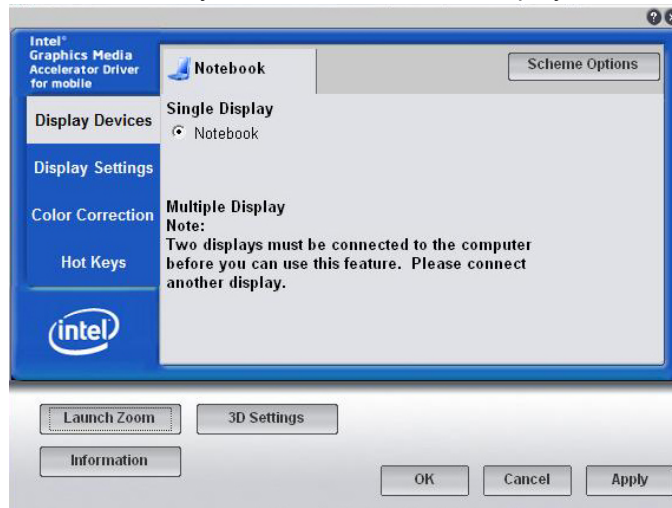 Intel®
Graphics Media
Accelerator Driver
for mobile
Notebook
Scheme Options
Display Devices
Single Display
Notebook
Display Settings
Color Correction
Multiple Display
Note:
Two displays must be connected to the computer
before you can use this feature. Please connect
another display.
Hot Keys
intel
Launch Zoom
3D Settings
Information
OK
Cancel
Apply